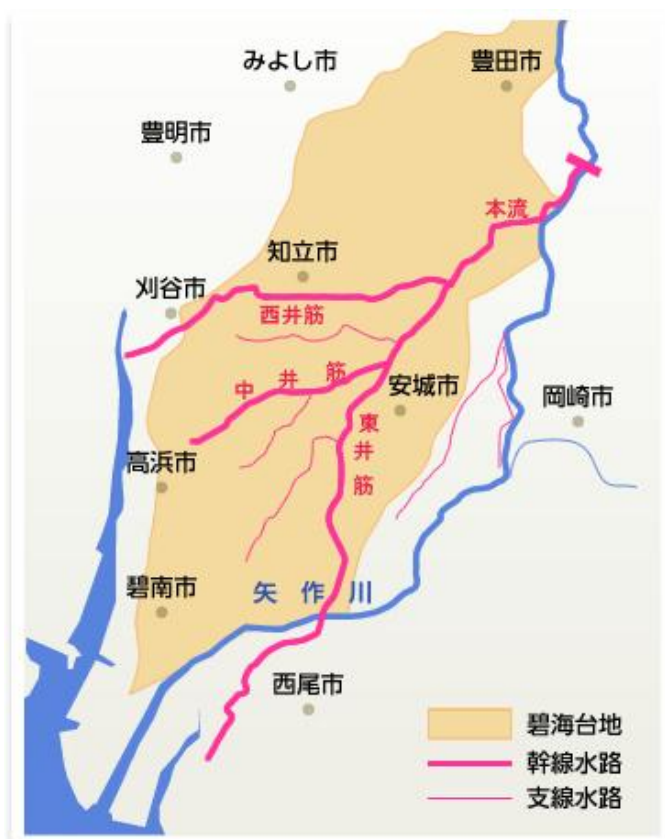 みよし市
豊田市
豊明市
本流
知立市
刈谷市
西井筋
中井筋
安城市
岡崎市
東井筋
高浜市
碧南市
矢作川
西尾市
碧海台地
幹線水路
支線水路